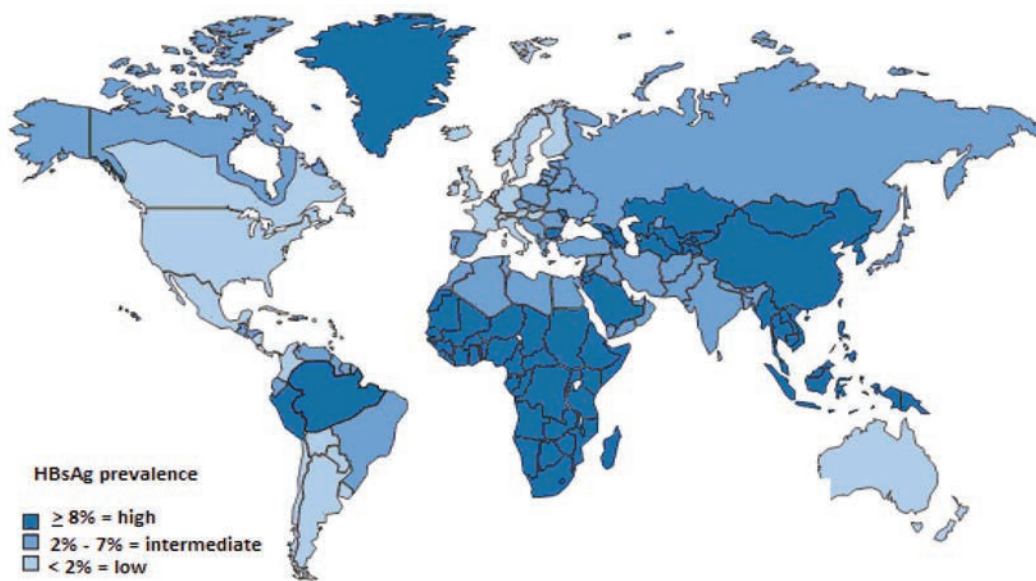 HBsAg prevalence
≥ 8% = high
2% - 7% = intermediate
< 2% = low